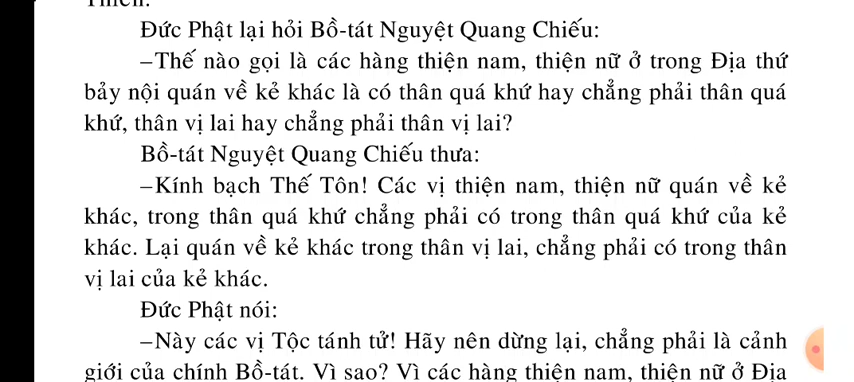 Đức Phật lại hỏi Bồ-tát Nguyệt Quang Chiếu:
–Thế nào gọi là các hàng thiện nam, thiện nữ ở trong Địa thứ
bảy nội quán về kẻ khác là có thân quá khứ hay chẳng phải thân quá
khứ, thân vị lai hay chẳng phải thân vị lai?
Bồ-tát Nguyệt Quang Chiếu thưa:
–Kính bạch Thế Tôn! Các vị thiện nam, thiện nữ quán về kẻ
khác, trong thân quá khứ chẳng phải có trong thân quá khứ của kẻ
khác. Lại quán về kẻ khác trong thân vị lai, chẳng phải có trong thân
vị lai của kẻ khác.
Đức Phật nói:
–Này các vị Tộc tánh tử! Hãy nên dừng lại, chẳng phải là cảnh
giới của chính Bồ-tát. Vì sao? Vì các hàng thiện nam, thiện nữ ở Địa